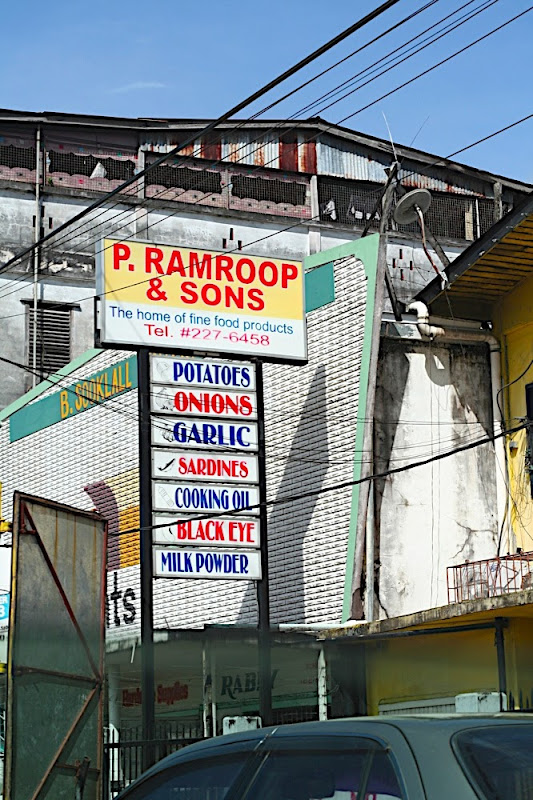 P. RAMROOP
& SONS
The home of fine food products
Tel. #227-6458
POTATOES
ONIONS
GARLIC
SARDINES
COOKING OIL
BLACK EYE
MILK POWDER
B. SOOKLALL